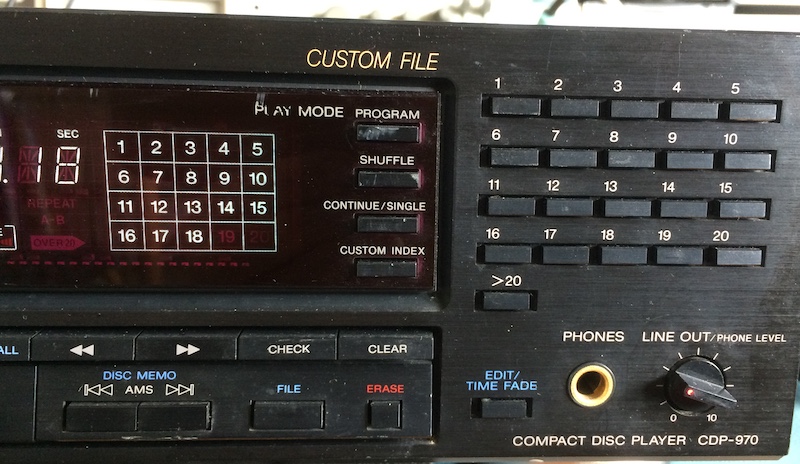 CUSTOM FILE
PLAY MODE PROGRAM
SHUFFLE
CONTINUE/SINGLE
CUSTOM INDEX
SEC
18
REPEAT
A-B
OVER 20
1 2 3 4 5
6 7 8 9 10
11 12 13 14 15
16 17 18 19 20
1 2 3 4 5
6 7 8 9 10
11 12 13 14 15
16 17 18 19 20
>20
CHECK CLEAR
DISC MEMO
AMS
FILE
ERASE
EDIT/
TIME FADE
PHONES
LINE OUT/PHONE LEVEL
0 10
COMPACT DISC PLAYER CDP-970